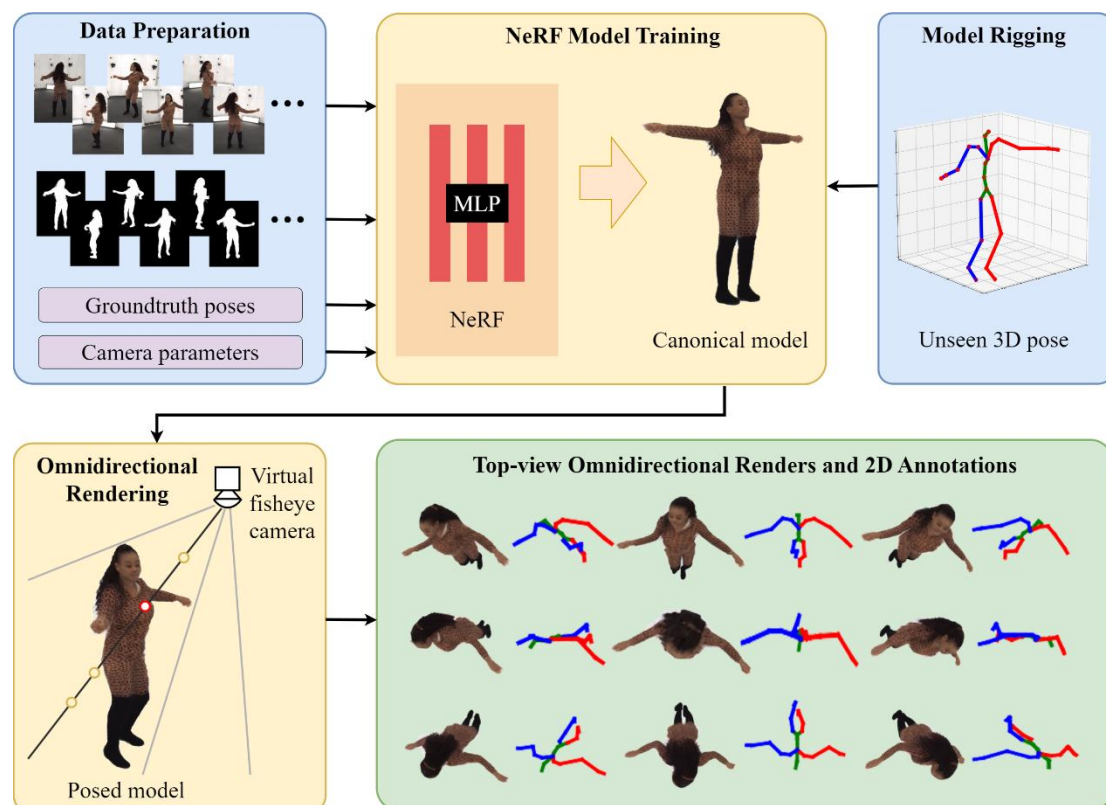 Data Preparation
Groundtruth poses
Camera parameters
NeRF Model Training
MLP
NeRF
Canonical model
Model Rigging
Unseen 3D pose
Omnidirectional
Rendering
Virtual
fisheye
camera
Posed model
Top-view Omnidirectional Renders and 2D Annotations